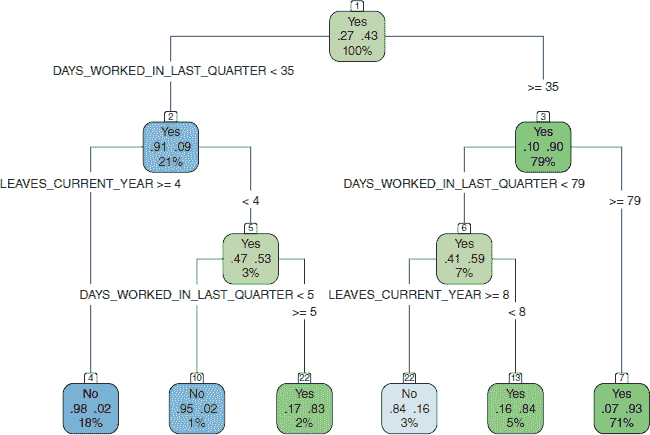 1
Yes
.27 .43
100%
DAYS_WORKED_IN_LAST_QUARTER < 35
>= 35
2
Yes
.91 .09
21%
3
Yes
.10 .90
79%
LEAVES_CURRENT_YEAR >= 4
< 4
DAYS_WORKED_IN_LAST_QUARTER < 79
>= 79
5
Yes
.47 .53
3%
6
Yes
.41 .59
7%
DAYS_WORKED_IN_LAST_QUARTER < 5
>= 5
LEAVES_CURRENT_YEAR >= 8
< 8
4
No
.98 .02
18%
10
No
.95 .02
1%
22
Yes
.17 .83
2%
22
No
.84 .16
3%
13
Yes
.16 .84
5%
7
Yes
.07 .93
71%